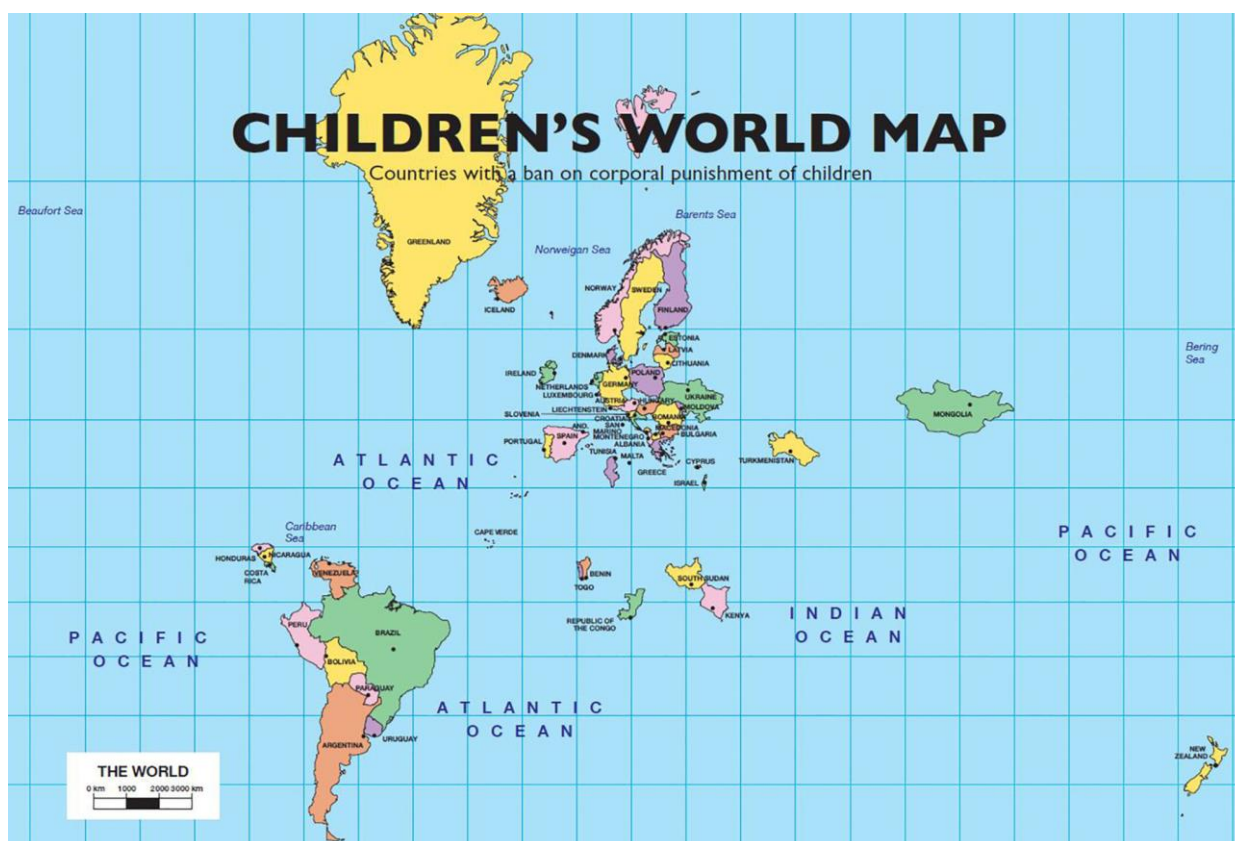 CHILDREN'S WORLD MAP
Countries with a ban on corporal punishment of children
Beaufort Sea
Barents Sea
Norweigan Sea
GREENLAND
ICELAND
NORWAY
SWEDEN
FINLAND
ESTONIA
LATVIA
LITHUANIA
DENMARK
IRELAND
NETHERLANDS
LUXEMBOURG
GERMANY
POLAND
AUSTRIA
HUNGARY
UKRAINE
MOLDOVA
LIECHTENSTEIN
SLOVENIA
CROATIA
ROMANIA
SAN
MARINO
AND.
MONTENEGRO
MACEDONIA
BULGARIA
ALBANIA
PORTUGAL
SPAIN
TUNISIA
MALTA
GREECE
CYPRUS
ISRAEL
TURKMENISTAN
MONGOLIA
Bering
Sea
ATLANTIC
OCEAN
Caribbean
Sea
CAPE VERDE
PACIFIC
OCEAN
HONDURAS
NICARAGUA
COSTA
RICA
VENEZUELA
BENIN
TOGO
SOUTH SUDAN
REPUBLIC OF
THE CONGO
KENYA
INDIAN
OCEAN
PACIFIC
OCEAN
PERU
BRAZIL
BOLIVIA
PARAGUAY
ATLANTIC
OCEAN
ARGENTINA
URUGUAY
NEW
ZEALAND
THE WORLD
0 km 1000 2000 3000 km